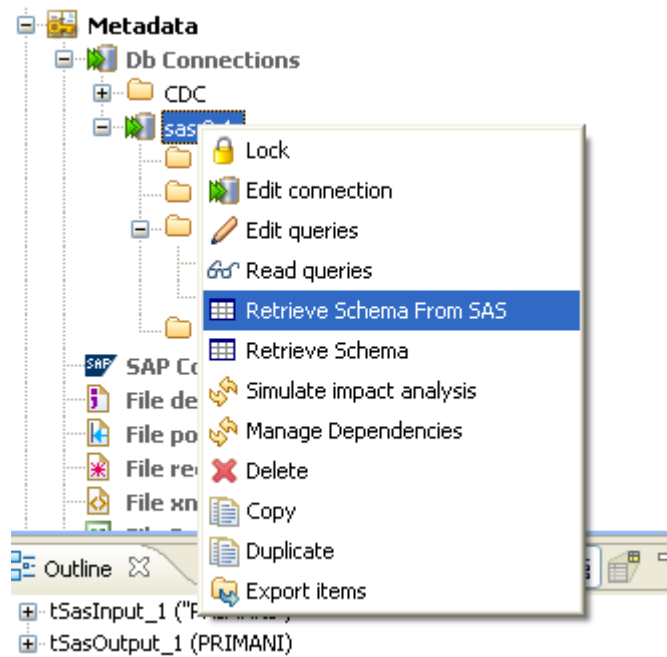 Metadata
Db Connections
CDC
Lock
Edit connection
Edit queries
Read queries
Retrieve Schema From SAS
Retrieve Schema
SAP
Simulate impact analysis
File de
Manage Dependencies
File po
Delete
File re
Copy
File xn
Duplicate
Outline
Export items
tSasInput_1
tSasOutput_1 (PRIMANI)